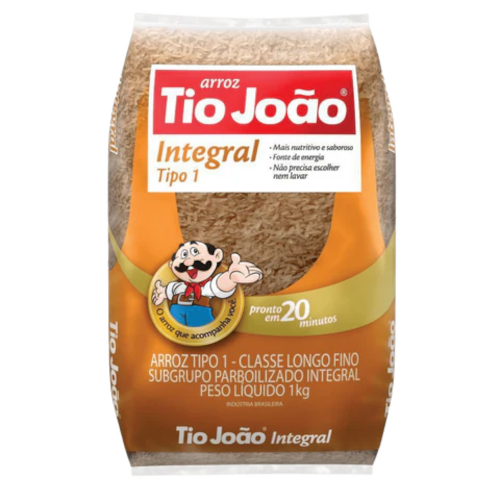 arroz
Tio João®
Integral
Tipo 1
- Mais nutritivo e saboroso
- Fonte de energia
- Não precisa escolher
nem lavar
O arroz que acompanha você
pronto
em 20
minutos
ARROZ TIPO 1 - CLASSE LONGO FINO
SUBGRUPO PARBOILIZADO INTEGRAL
PESO LÍQUIDO 1kg
INDÚSTRIA BRASILEIRA
Tio João® Integral